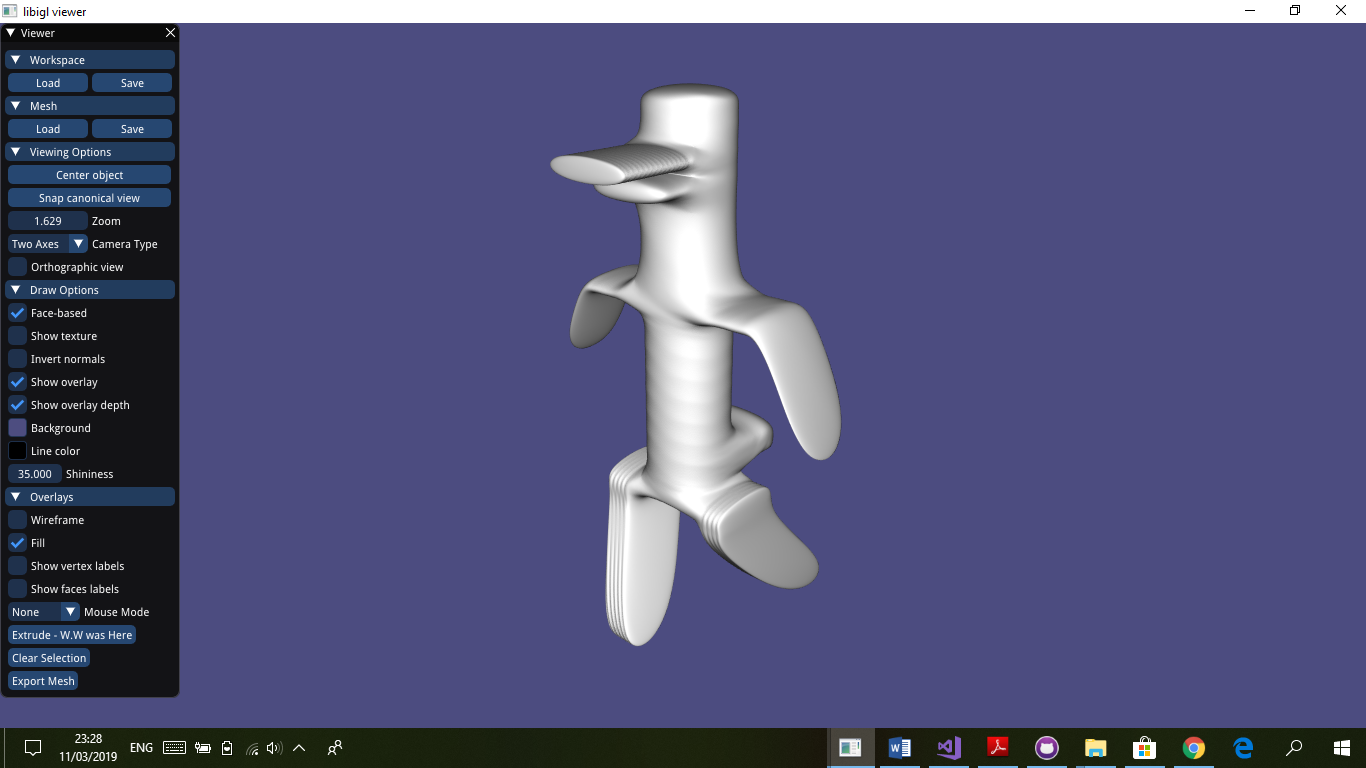 libigl viewer
Viewer
Workspace
Load Save
Mesh
Load Save
Viewing Options
Center object
Snap canonical view
1.629 Zoom
Two Axes Camera Type
Orthographic view
Draw Options
Face-based
Show texture
Invert normals
Show overlay
Show overlay depth
Background
Line color
35.000 Shininess
Overlays
Wireframe
Fill
Show vertex labels
Show faces labels
None Mouse Mode
Extrude - W.W was Here
Clear Selection
Export Mesh
23:28
11/03/2019
ENG